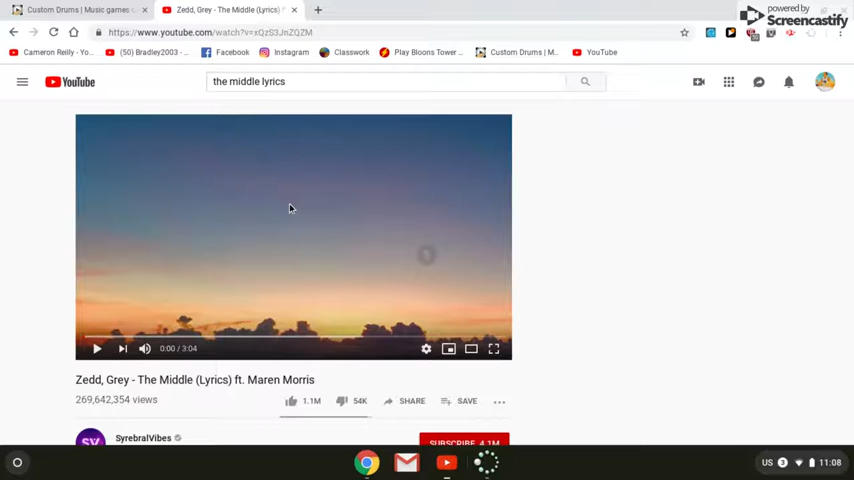 Custom Drums | Music games
Zedd, Grey - The Middle (Lyrics) f
powered by
Screencastify
https://www.youtube.com/watch?v=xQzS3JnZQZM
Cameron Reilly - Yo...
(50) Bradley2003 - ...
Facebook
Instagram
Classwork
Play Bloons Tower ...
Custom Drums | M...
YouTube
YouTube
the middle lyrics
0:00 / 3:04
Zedd, Grey - The Middle (Lyrics) ft. Maren Morris
269,642,354 views
1.1M
54K
SHARE
SAVE
SV
SyrebralVibes
SUBSCRIBE 4.1M
US
3
11:08